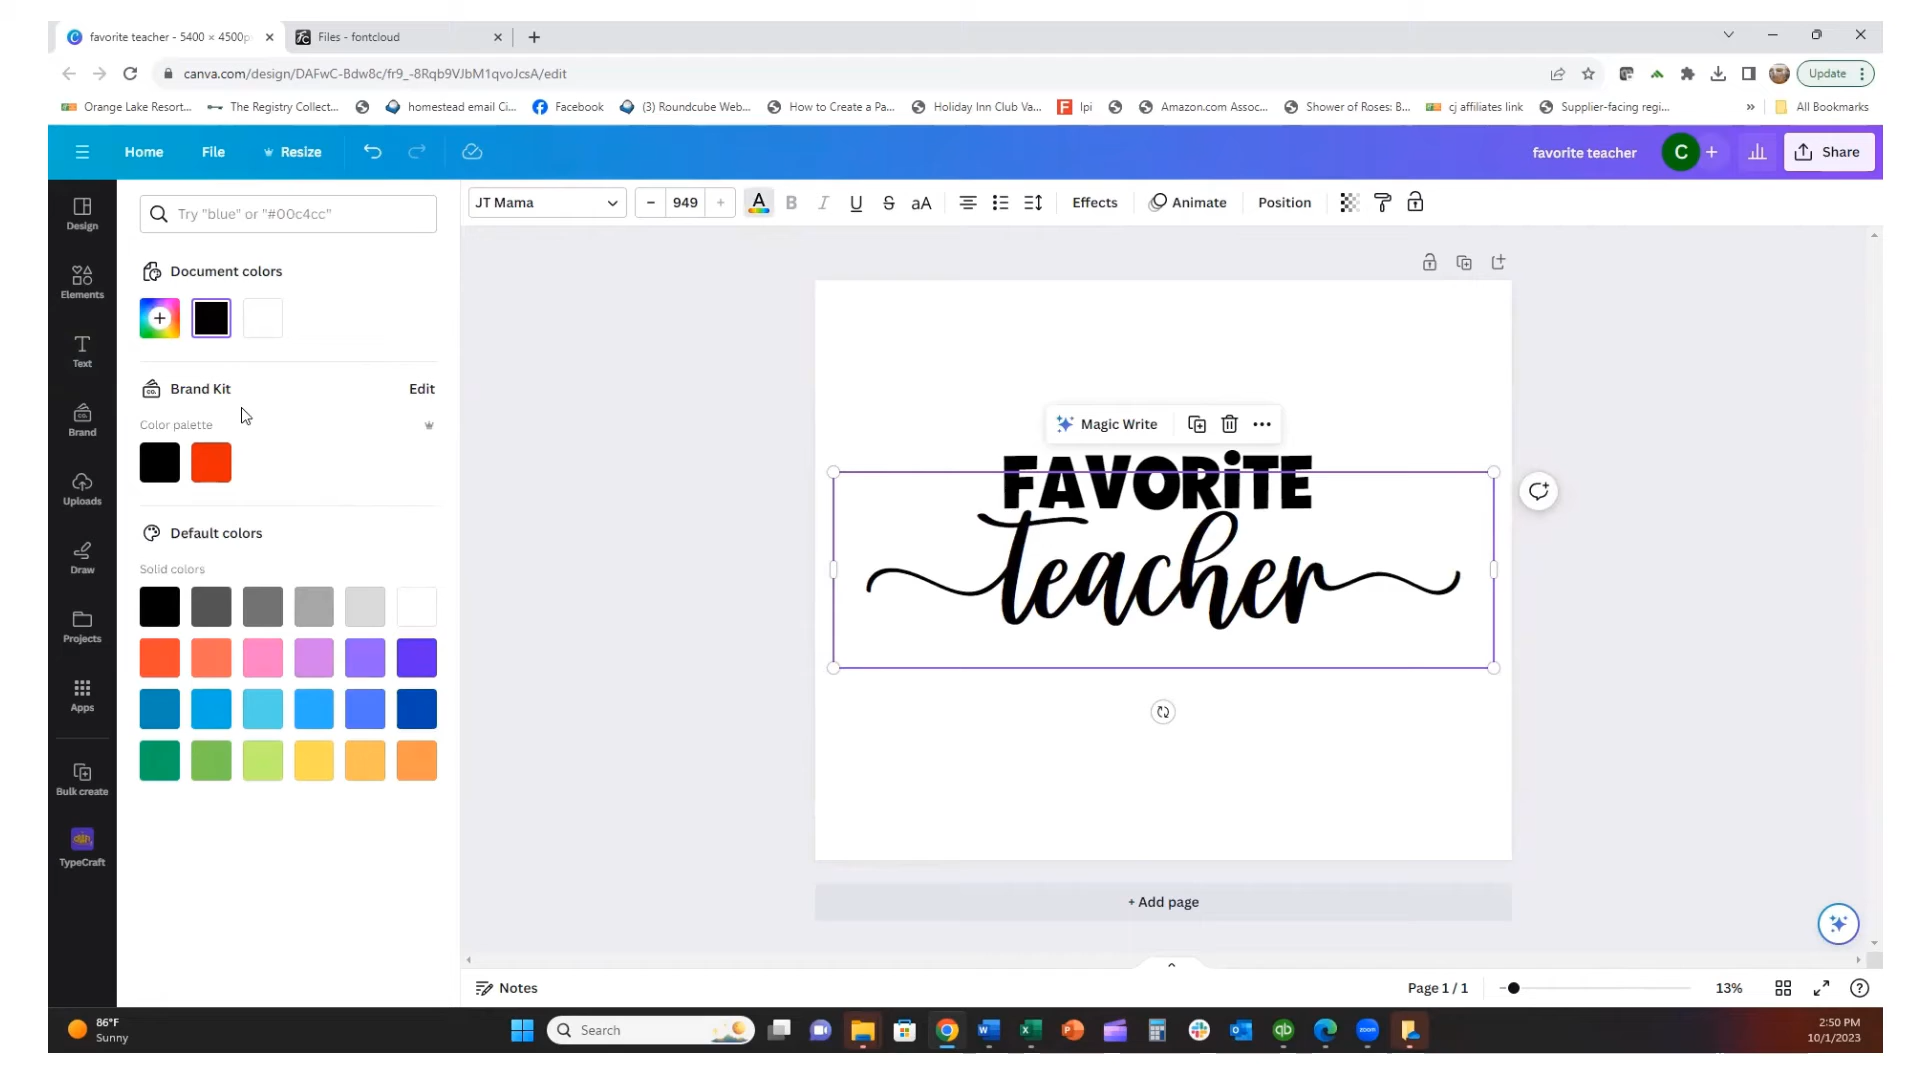 favorite teacher - 5400 × 4500p
Files - fontcloud
canva.com/design/DAFwC-Bdw8c/fr9_-8Rqb9VJbM1qvoJcsA/edit
Update
Orange Lake Resort...
The Registry Collect...
homestead email Ci...
Facebook
(3) Roundcube Web...
How to Create a Pa...
Holiday Inn Club Va...
Ipi
Amazon.com Assoc...
Shower of Roses: B...
cj affiliates link
Supplier-facing regi...
»
All Bookmarks
Home
File
Resize
favorite teacher
C
+
Share
Design
Elements
Text
Brand
Uploads
Draw
Projects
Apps
Bulk create
TypeCraft
Try "blue" or "#00c4cc"
Document colors
Brand Kit
Edit
Color palette
Default colors
Solid colors
JT Mama
− 949 +
A
B
I
U
S
aA
Effects
Animate
Position
Magic Write
FAVORiTE
teacher
+ Add page
Notes
Page 1 / 1
13%
86°F
Sunny
Search
2:50 PM
10/1/2023